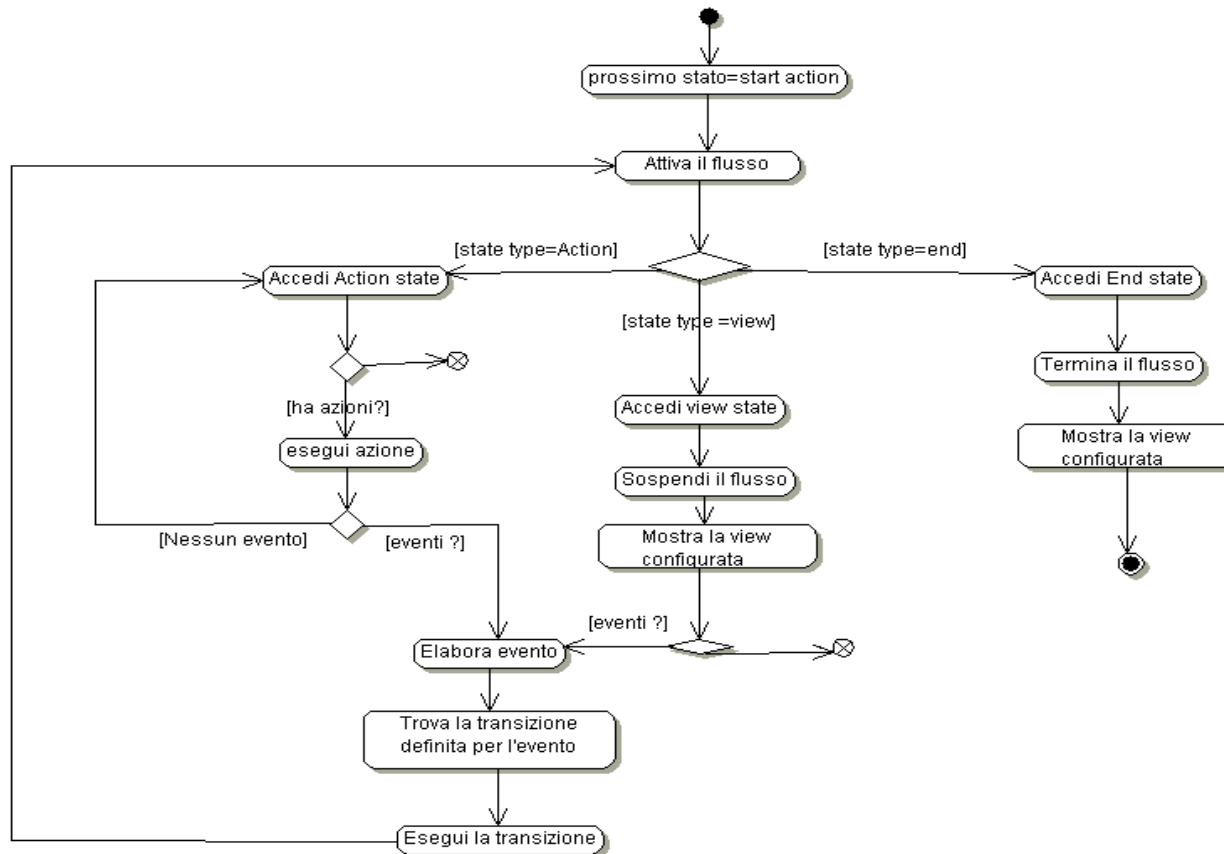 prossimo stato=start action
Attiva il flusso
[state type=Action]
[state type=end]
Accedi Action state
Accedi End state
[state type =view]
Termina il flusso
[ha azioni?]
Accedi view state
Mostra la view
configurata
esegui azione
Sospendi il flusso
[Nessun evento]
[eventi ?]
Mostra la view
configurata
[eventi ?]
Elabora evento
Trova la transizione
definita per l'evento
Esegui la transizione